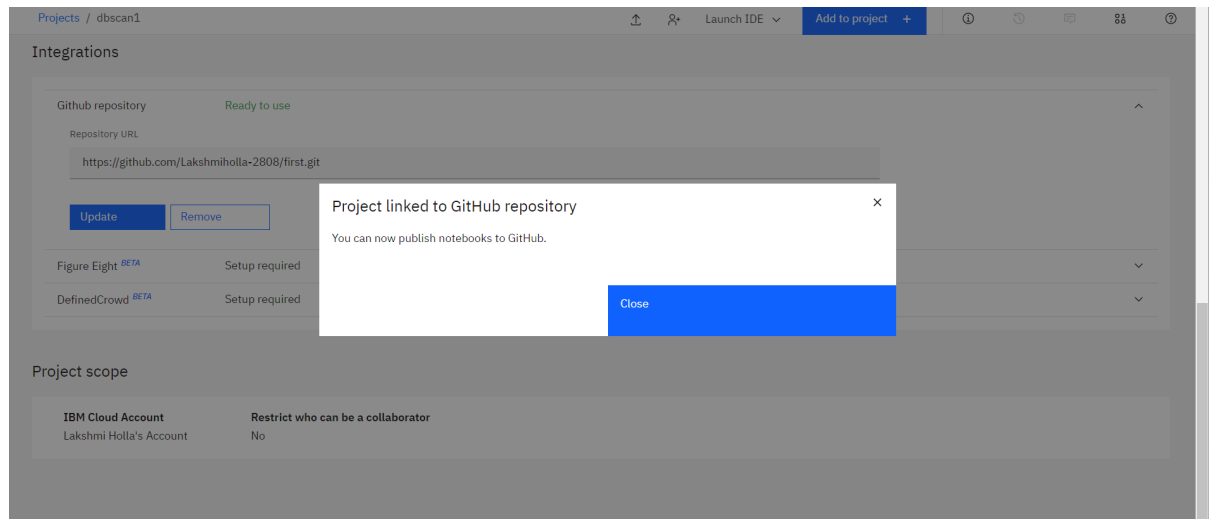 Projects / dbscan1
Launch IDE
Add to project +
Integrations
Github repository
Ready to use
Repository URL
https://github.com/Lakshmiholla-2808/first.git
Update
Remove
Project linked to GitHub repository
You can now publish notebooks to GitHub.
Close
Figure Eight BETA
Setup required
DefinedCrowd BETA
Setup required
Project scope
IBM Cloud Account
Restrict who can be a collaborator
Lakshmi Holla's Account
No